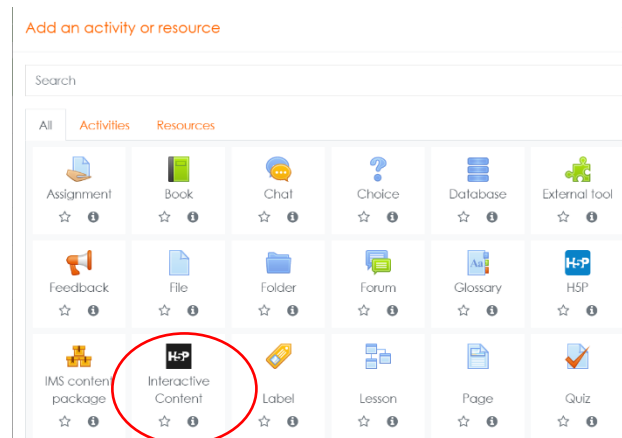 Add an activity or resource
Search
All Activities Resources
Assignment Book Chat Choice Database External tool
Feedback File Folder Forum Aa Glossary H5P H5P
IMS content package H5P Interactive Content Label Lesson Page Quiz